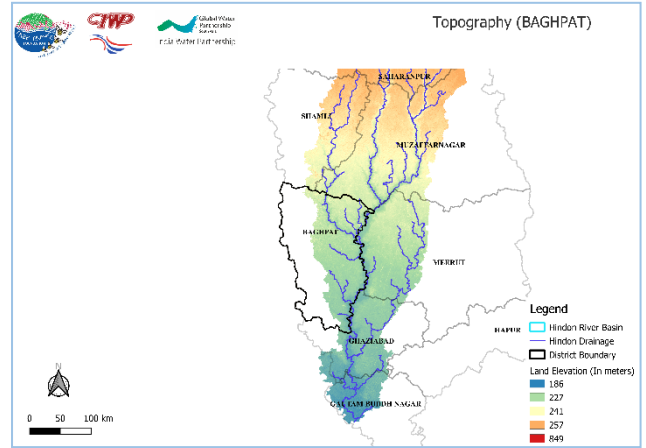 Topography (BAGHPAT)
CIWP
Global Water
Partnership
India Water Partnership
SAHARANPUR
SHAMLI
MUZAFFARNAGAR
BAGHPAT
MEERUT
HAPUR
GHAZIABAD
GAUTAM BUDDH NAGAR
Legend
Hindon River Basin
Hindon Drainage
District Boundary
Land Elevation (In meters)
186
227
241
257
849
N
0 50 100 km